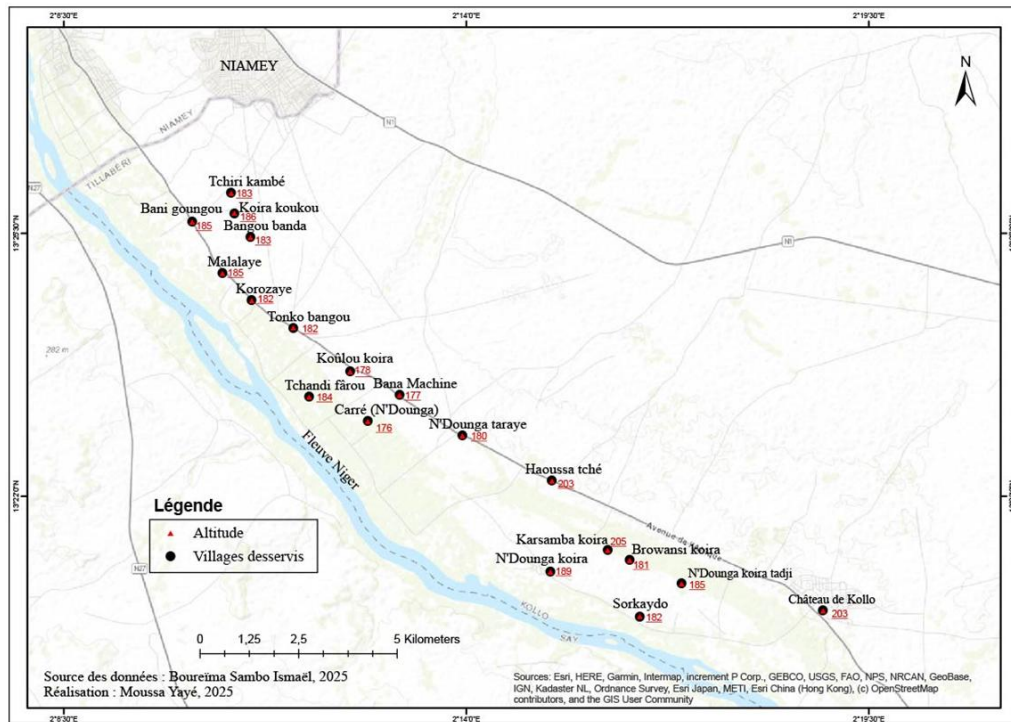 2°8'30"E
2°14'0"E
2°19'30"E
NIAMEY
N
N1
NIAMEY
TILLABÉRI
N27
Tchiri kambé
183
Koira koukou
186
Bani goungou
185
Bangou banda
183
N1
Malalaye
185
Korozaye
182
Tonko bangou
182
282 m
Koûlou koira
178
Tchandi fârou
184
Bana Machine
177
Carré (N'Dounga)
176
N'Dounga taraye
180
Fleuve Niger
Haoussa tché
203
13°22'0"N
Légende
Altitude
Villages desservis
Avenue de
Karsamba koira
205
Browansi koira
181
N'Dounga koira
189
N'Dounga koira tadji
185
N27
Château de Kollo
203
Sorkaydo
182
KOLLO
SAY
0 1,25 2,5 5 Kilometers
Source des données : Boureïma Sambo Ismaël, 2025
Réalisation : Moussa Yayé, 2025
Sources: Esri, HERE, Garmin, Intermap, increment P Corp., GEBCO, USGS, FAO, NPS, NRCAN, GeoBase,
IGN, Kadaster NL, Ordnance Survey, Esri Japan, METI, Esri China (Hong Kong), (c) OpenStreetMap
contributors, and the GIS User Community
2°8'30"E
2°14'0"E
2°19'30"E